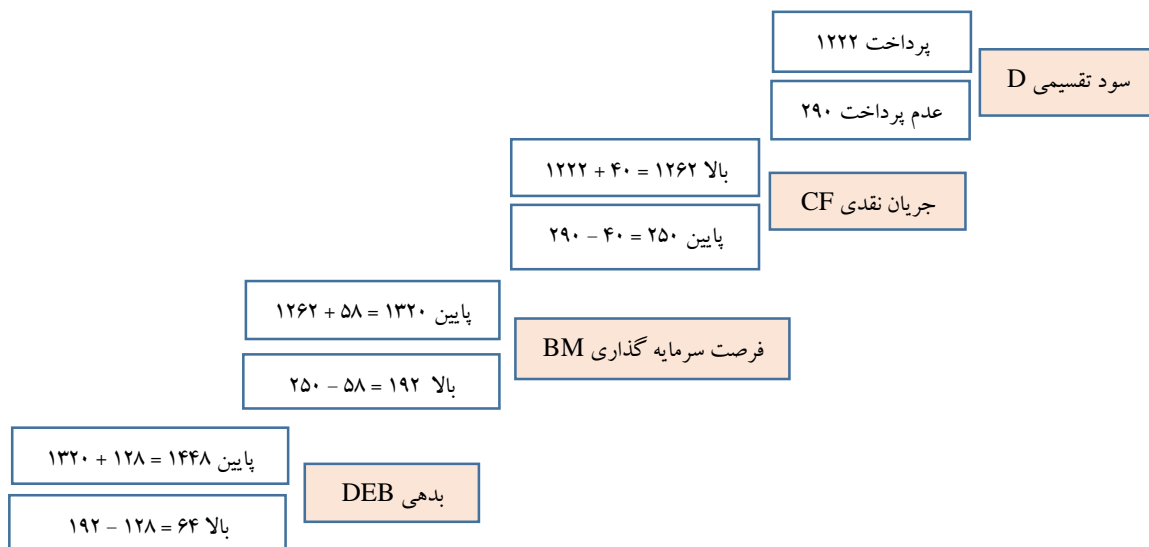 پرداخت ۱۲۲۲
سود تقسیمی D
عدم پرداخت ۲۹۰
بالا ۱۲۶۲ = ۴۰ + ۱۲۲۲
جریان نقدی CF
پایین ۲۵۰ = ۴۰ – ۲۹۰
پایین ۱۳۲۰ = ۵۸ + ۱۲۶۲
فرصت سرمایه گذاری BM
بالا ۱۹۲ = ۵۸ – ۲۵۰
پایین ۱۴۴۸ = ۱۲۸ + ۱۳۲۰
بدهی DEB
بالا ۶۴ = ۱۲۸ – ۱۹۲